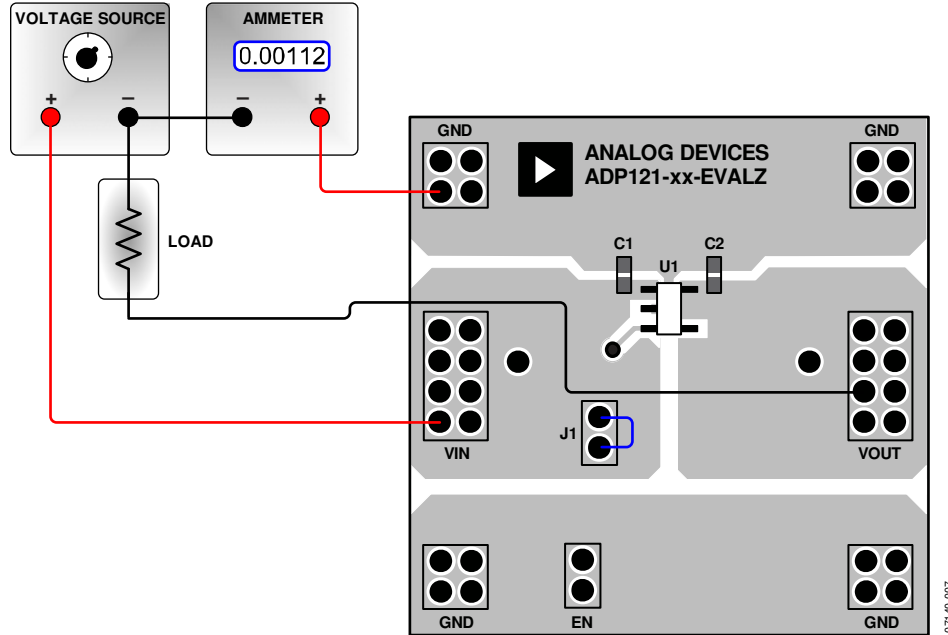 VOLTAGE SOURCE
AMMETER
0.00112
+
−
−
+
LOAD
GND
GND
ANALOG DEVICES
ADP121-xx-EVALZ
C1
C2
U1
J1
VIN
VOUT
GND
EN
GND